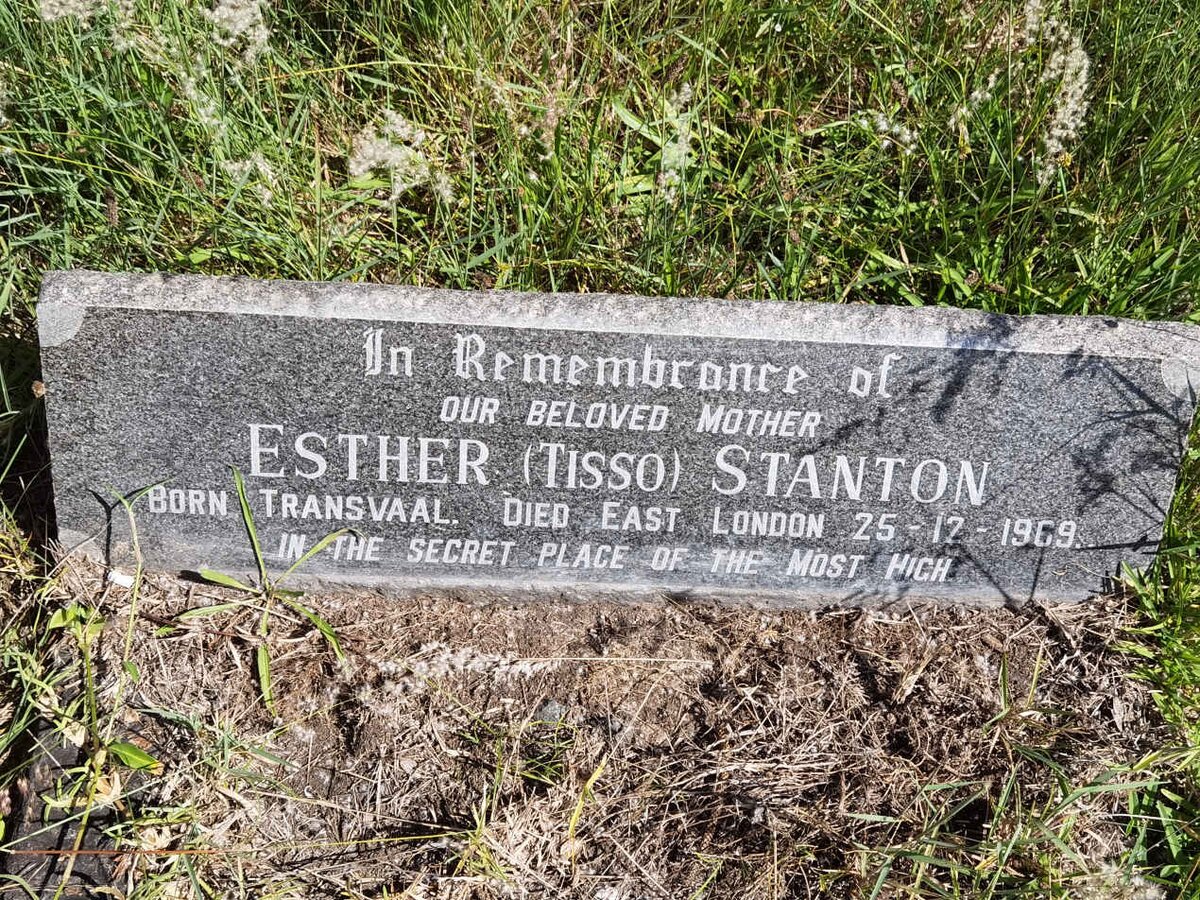 In Remembrance of
OUR BELOVED MOTHER
ESTHER (TISSO) STANTON
BORN TRANSVAAL. DIED EAST LONDON 25-12-1969.
IN THE SECRET PLACE OF THE MOST HIGH